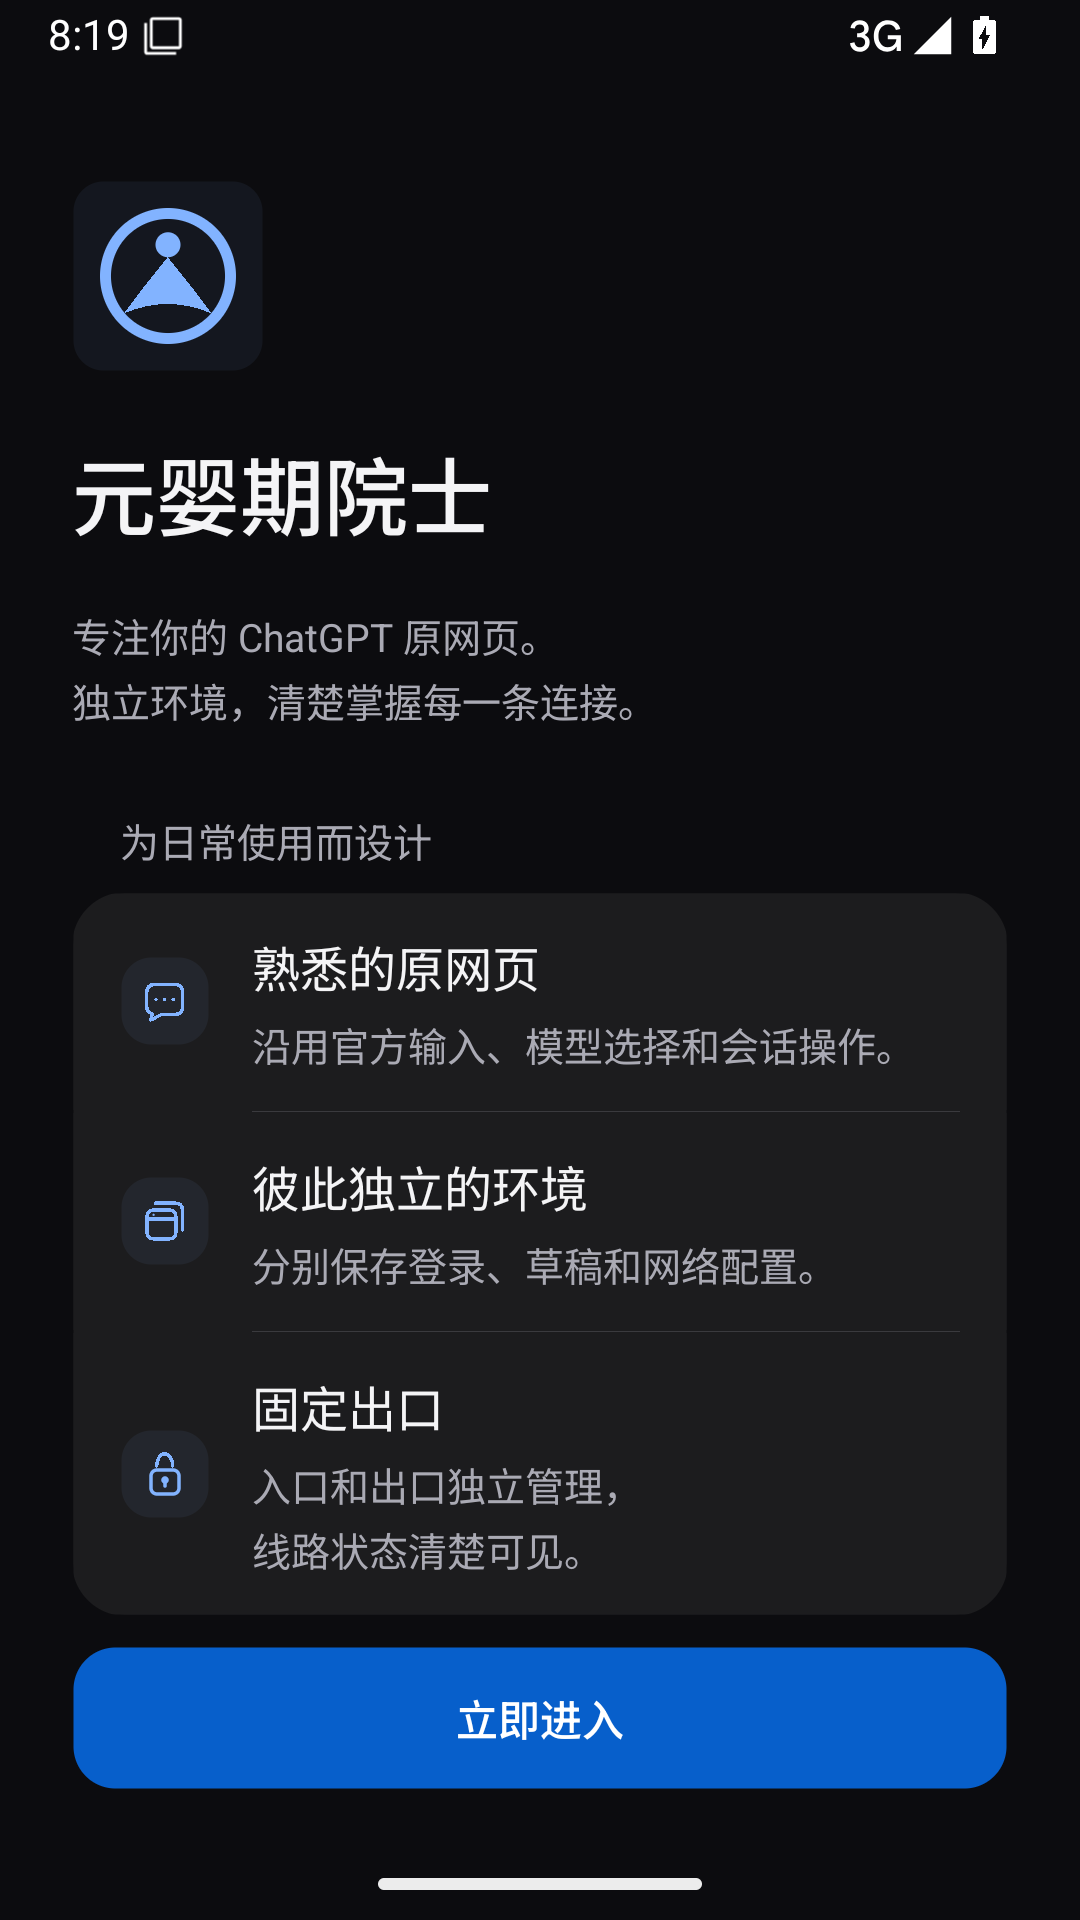 8:19
3G
元婴期院士
专注你的 ChatGPT 原网页。
独立环境，清楚掌握每一条连接。
为日常使用而设计
熟悉的原网页
沿用官方输入、模型选择和会话操作。
彼此独立的环境
分别保存登录、草稿和网络配置。
固定出口
入口和出口独立管理，
线路状态清楚可见。
立即进入